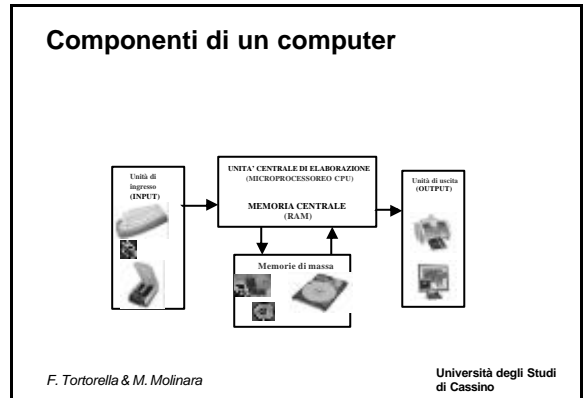 Componenti di un computer
Unità di
ingresso
(INPUT)
UNITA' CENTRALE DI ELABORAZIONE
(MICROPROCESSOREO CPU)
MEMORIA CENTRALE
(RAM)
Unità di uscita
(OUTPUT)
Memorie di massa
F. Tortorella & M. Molinara
Università degli Studi
di Cassino